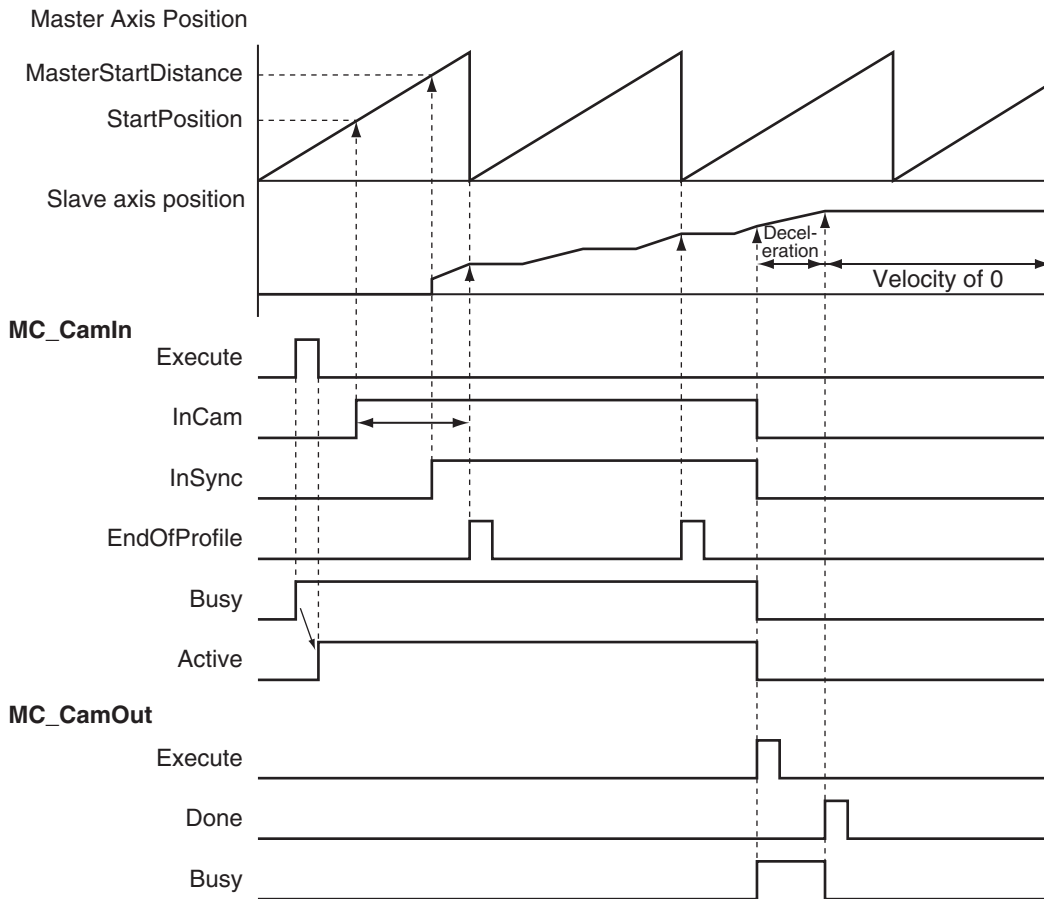 Master Axis Position
MasterStartDistance
StartPosition
Slave axis position
Decel-
eration
Velocity of 0
MC_CamIn
Execute
InCam
InSync
EndOfProfile
Busy
Active
MC_CamOut
Execute
Done
Busy